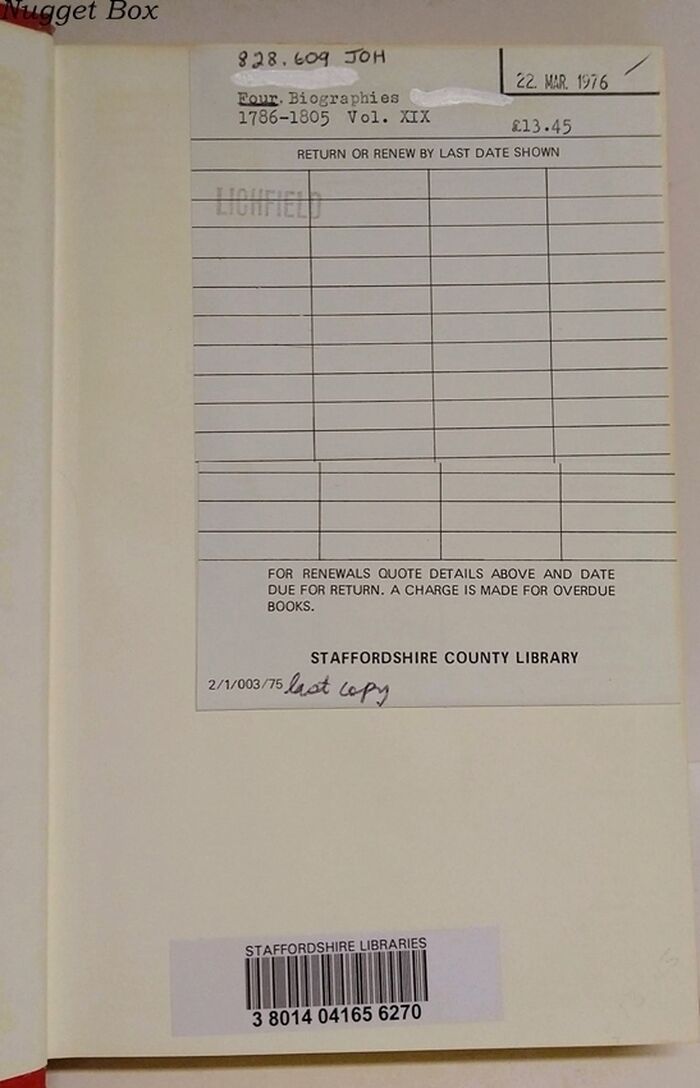 Nugget Box
828.609 JOH
22. MAR. 1976
Four. Biographies
1786-1805 Vol. XIX
£13.45
RETURN OR RENEW BY LAST DATE SHOWN
LICHFIELD
FOR RENEWALS QUOTE DETAILS ABOVE AND DATE
DUE FOR RETURN. A CHARGE IS MADE FOR OVERDUE
BOOKS.
STAFFORDSHIRE COUNTY LIBRARY
2/1/003/75 last copy
STAFFORDSHIRE LIBRARIES
3 8014 04165 6270